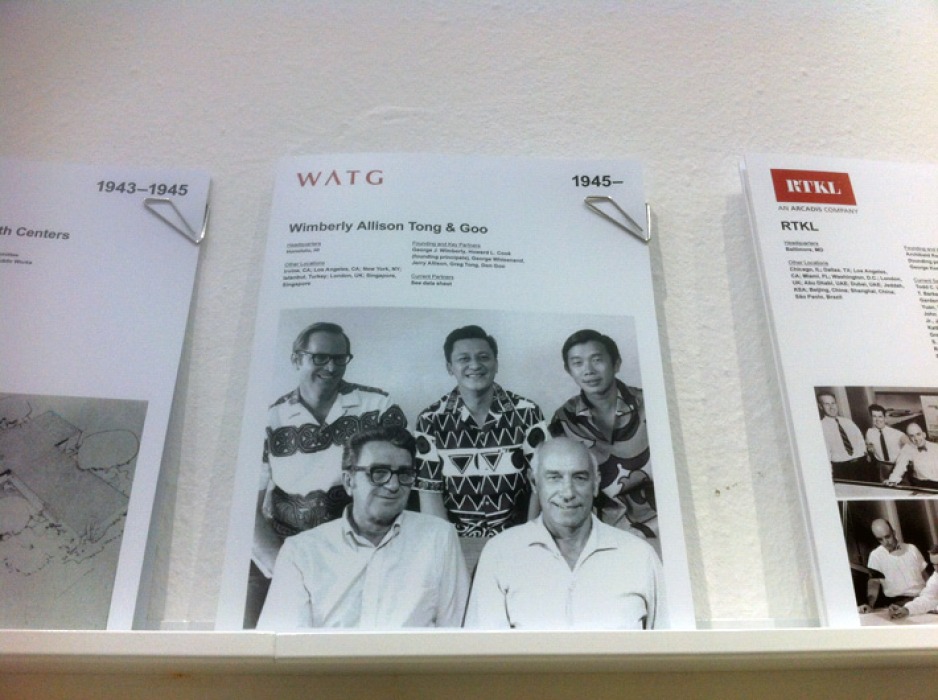 1943–1945
th Centers
WATG
1945–
Wimberly Allison Tong & Goo
Headquarters
Honolulu, HI
Other Locations
Irvine, CA; Los Angeles, CA; New York, NY;
Istanbul, Turkey; London, UK; Singapore,
Singapore
Founding and Key Partners
George J. Wimberly, Howard L. Cook
(founding principals), George Whisenand,
Jerry Allison, Greg Tong, Don Goo
Current Partners
See data sheet
RTKL
AN ARCADIS COMPANY
RTKL
Headquarters
Baltimore, MD
Other Locations
Chicago, IL; Dallas, TX; Los Angeles,
CA; Miami, FL; Washington, D.C.; London,
UK; Abu Dhabi, UAE; Dubai, UAE; Jeddah,
KSA; Beijing, China; Shanghai, China;
São Paulo, Brazil